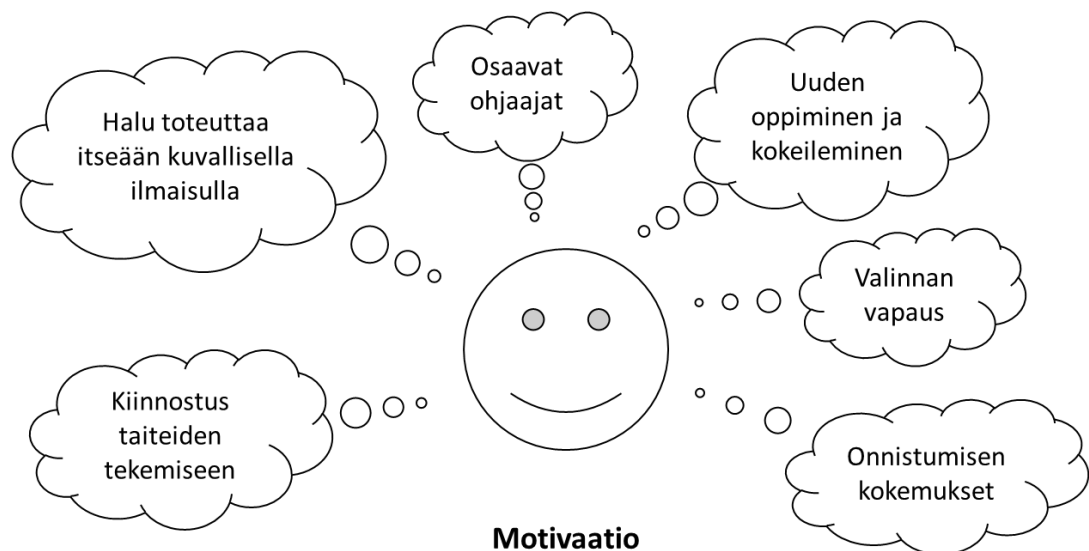 Halu toteuttaa
itseään kuvallisella
ilmaisulla
Osaavat
ohjaajat
Uuden
oppiminen ja
kokeileminen
Valinnan
vapaus
Kiinnostus
taiteiden
tekemiseen
Onnistumisen
kokemukset
Motivaatio